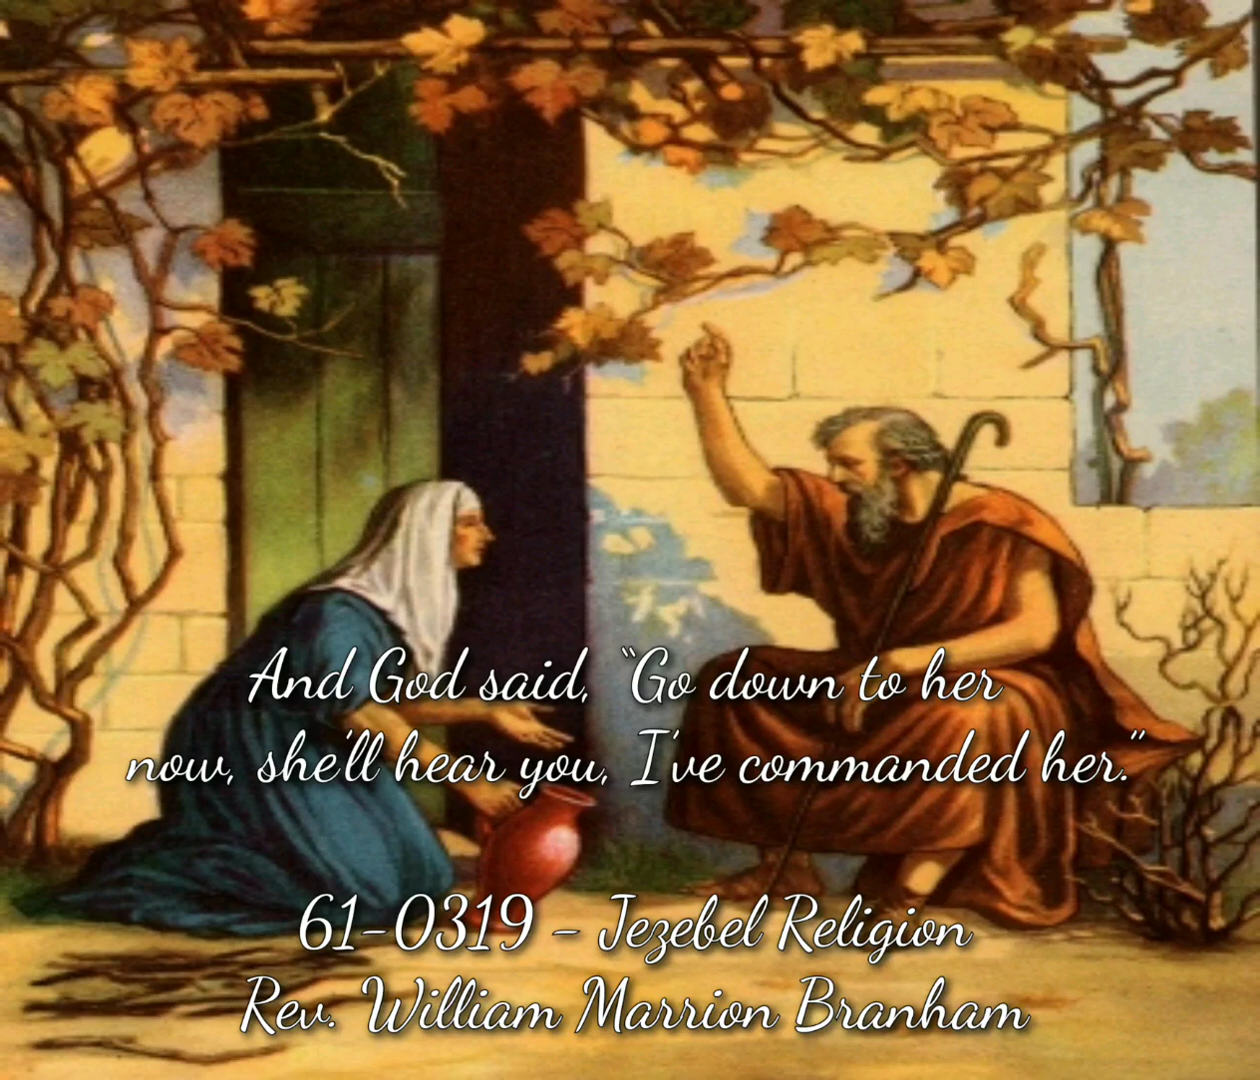 And God said, “Go down to her
now, she'll hear you, I've commanded her.”
61-0319 - Jezebel Religion
Rev. William Marrion Branham